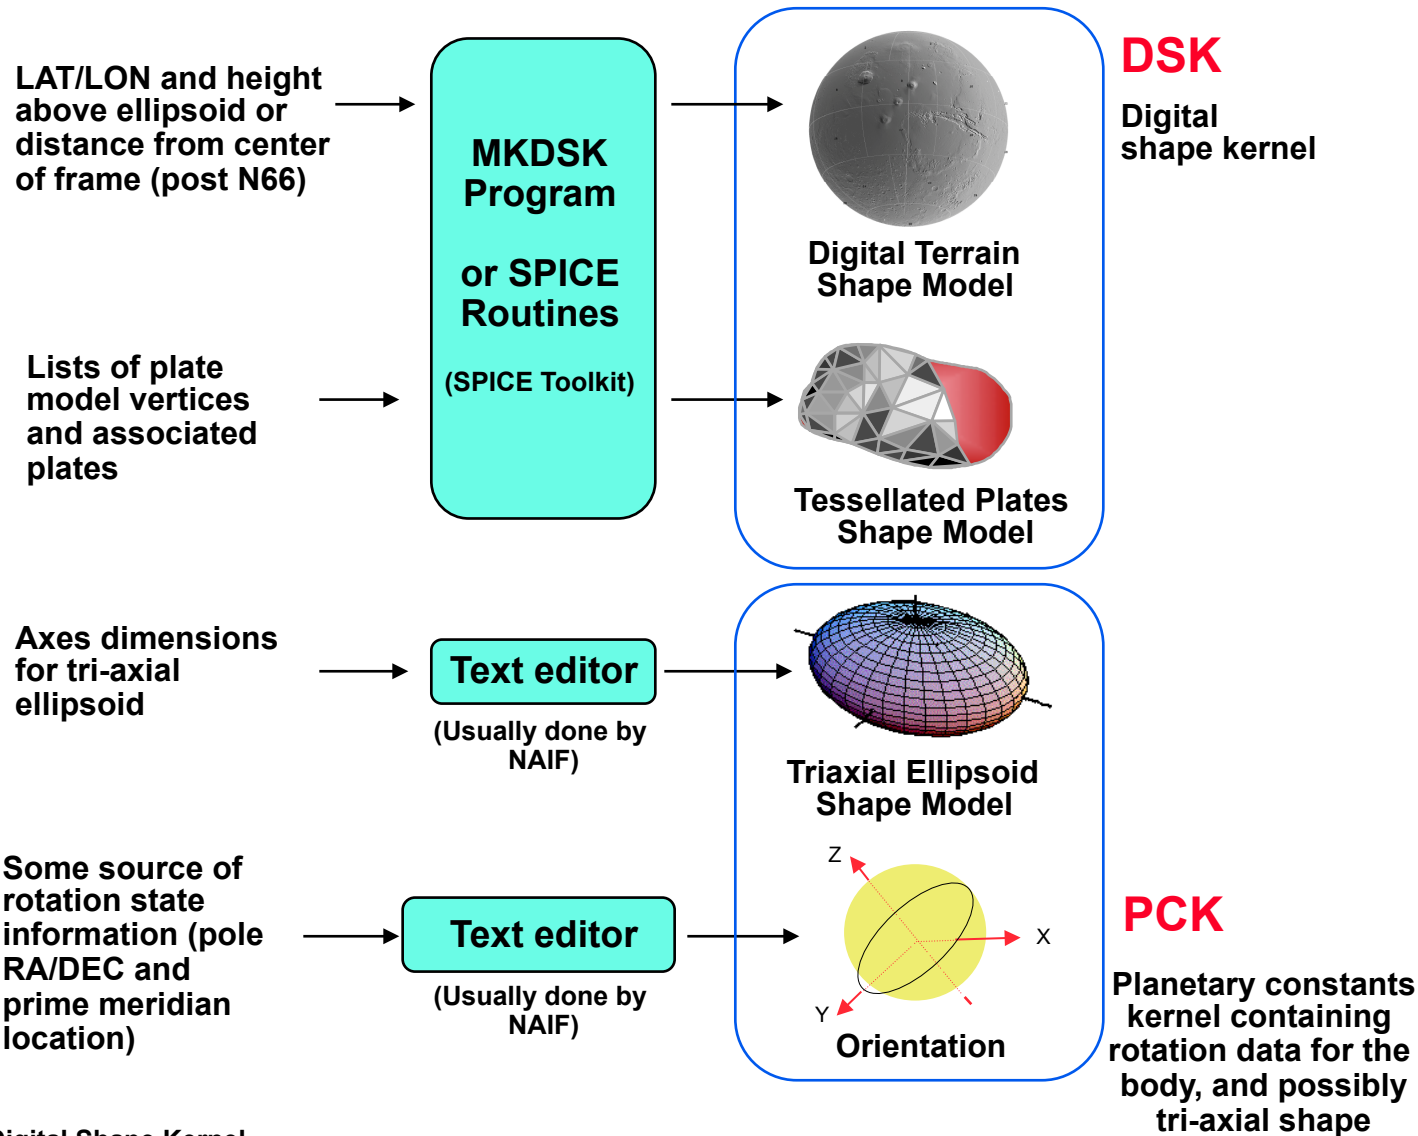 LAT/LON and height
above ellipsoid or
distance from center
of frame (post N66)
MKDSK
Program
or SPICE
Routines
(SPICE Toolkit)
Digital Terrain
Shape Model
DSK
Digital
shape kernel
Lists of plate
model vertices
and associated
plates
Tessellated Plates
Shape Model
Axes dimensions
for tri-axial
ellipsoid
Text editor
(Usually done by
NAIF)
Triaxial Ellipsoid
Shape Model
Some source of
rotation state
information (pole
RA/DEC and
prime meridian
location)
Text editor
(Usually done by
NAIF)
Z
X
Y
Orientation
PCK
Planetary constants
kernel containing
rotation data for the
body, and possibly
tri-axial shape
Digital Shape Kernel